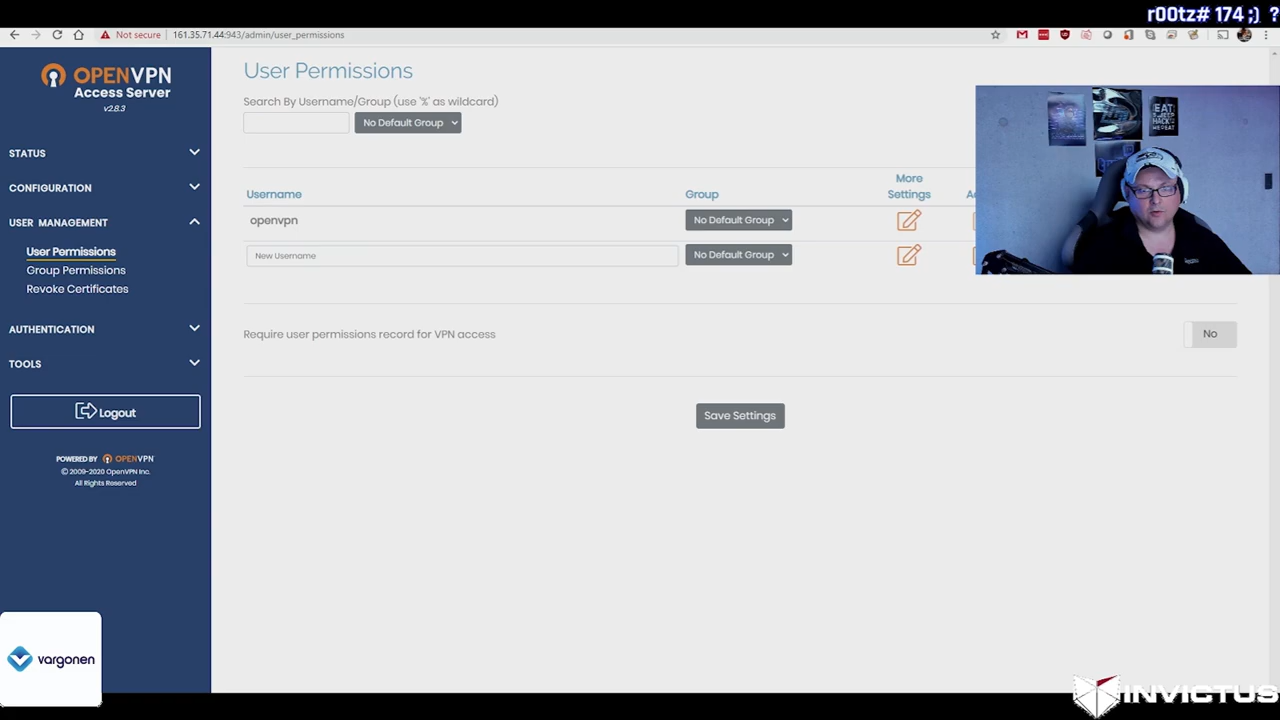 r00tz# 174 ;) ?
Not secure
161.35.71.44:943/admin/user_permissions
OPENVPN
Access Server
v2.8.3
STATUS
CONFIGURATION
USER MANAGEMENT
User Permissions
Group Permissions
Revoke Certificates
AUTHENTICATION
TOOLS
Logout
POWERED BY OPENVPN
© 2009-2020 OpenVPN Inc.
All Rights Reserved
vargonen
User Permissions
Search By Username/Group (use '%' as wildcard)
No Default Group
Username
Group
More
Settings
openvpn
No Default Group
New Username
No Default Group
Require user permissions record for VPN access
No
Save Settings
EAT
HACK
INVICTUS